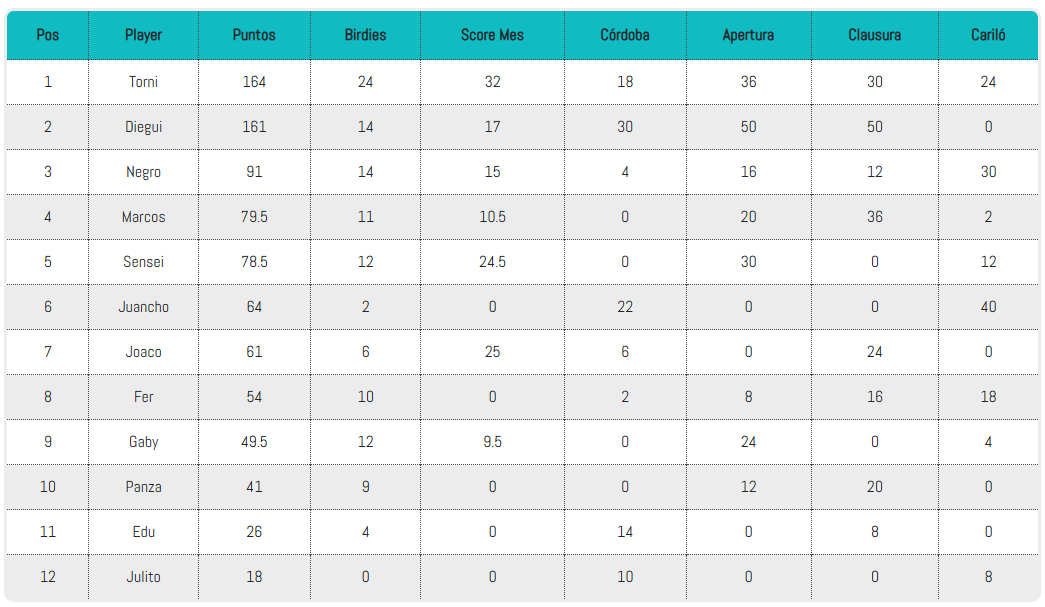 Pos Player Puntos Birdies Score Mes Córdoba Apertura Clausura Cariló
1 Torni 164 24 32 18 36 30 24
2 Diegui 161 14 17 30 50 50 0
3 Negro 91 14 15 4 16 12 30
4 Marcos 79.5 11 10.5 0 20 36 2
5 Sensei 78.5 12 24.5 0 30 0 12
6 Juancho 64 2 0 22 0 0 40
7 Joaco 61 6 25 6 0 24 0
8 Fer 54 10 0 2 8 16 18
9 Gaby 49.5 12 9.5 0 24 0 4
10 Panza 41 9 0 0 12 20 0
11 Edu 26 4 0 14 0 8 0
12 Julito 18 0 0 10 0 0 8